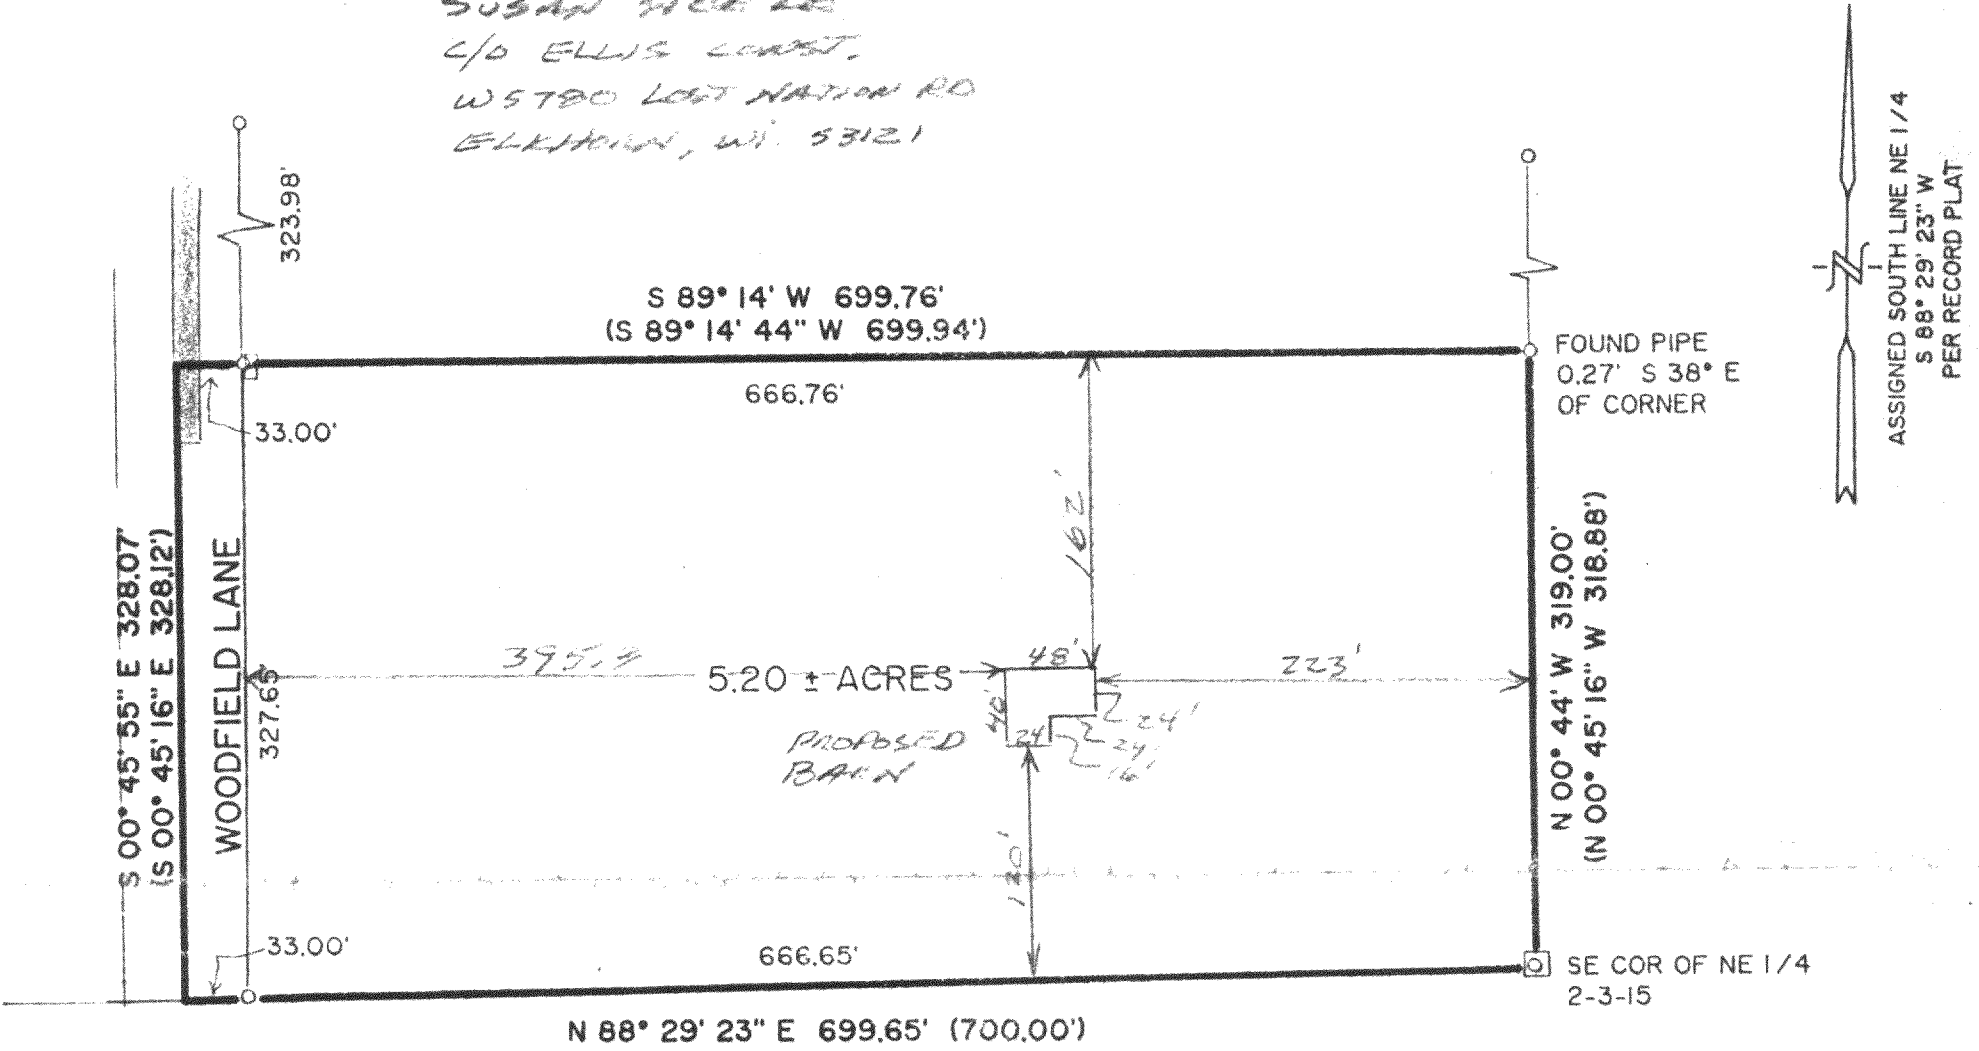 SUSAN
C/O ELLIS CONST.
W5780 LOST NATION RD
ELKHORN, WI. 53121
323.98'
ASSIGNED SOUTH LINE NE 1/4
S 88° 29' 23" W
PER RECORD PLAT
N
S 89° 14' W 699.76'
(S 89° 14' 44" W 699.94')
FOUND PIPE
0.27' S 38° E
OF CORNER
666.76'
33.00'
162'
S 00° 45' 55" E 328.07'
(S 00° 45' 16" E 328.12')
WOODFIELD LANE
327.65'
N 00° 44' W 319.00'
(N 00° 45' 16" W 318.88')
395.
5.20 ± ACRES
48'
223'
40'
24'
24'
24'
16'
PROPOSED
BARN
120'
33.00'
666.65'
SE COR OF NE 1/4
2-3-15
N 88° 29' 23" E 699.65' (700.00')